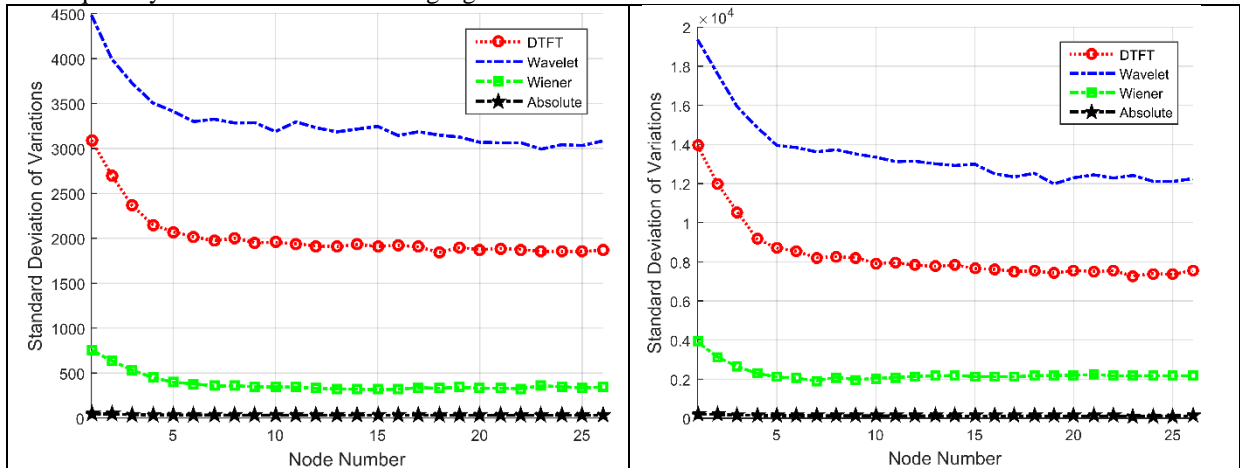 4500
4000
3500
3000
2500
2000
1500
1000
500
0
Standard Deviation of Variations
DTFT
Wavelet
Wiener
Absolute
5
10
15
20
25
Node Number
× 10⁴
2
1.8
1.6
1.4
1.2
1
0.8
0.6
0.4
0.2
0
Standard Deviation of Variations
DTFT
Wavelet
Wiener
Absolute
5
10
15
20
25
Node Number